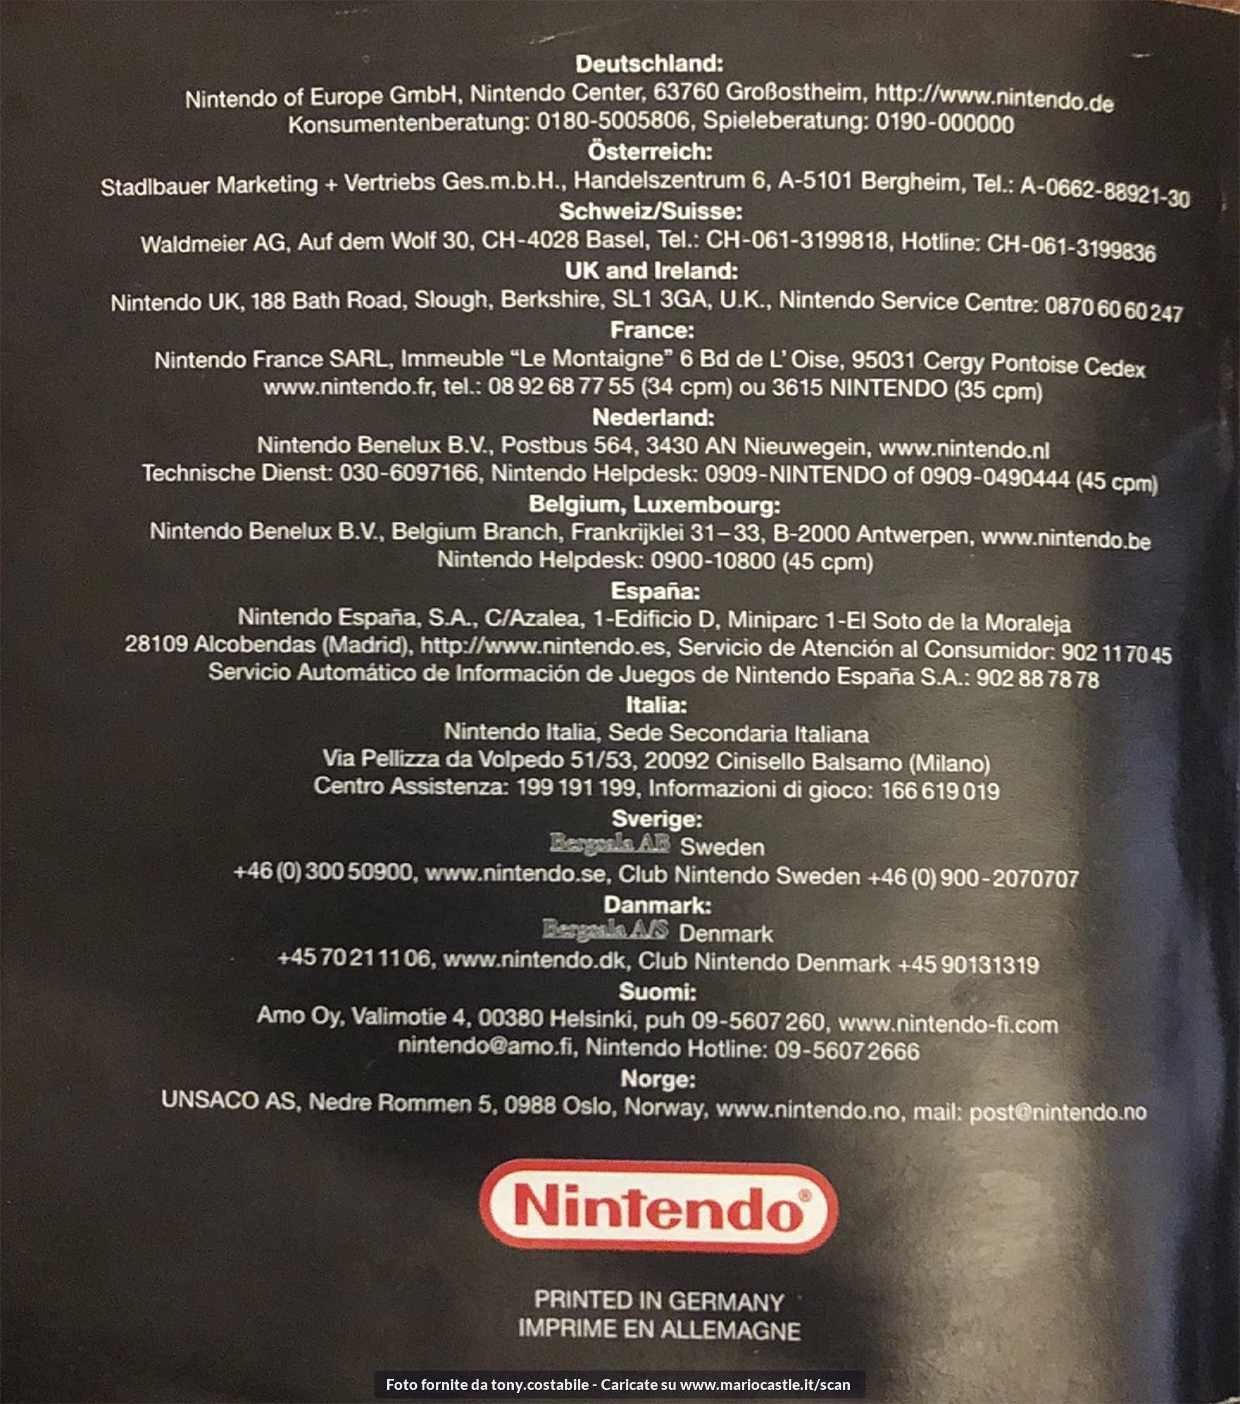 Deutschland:
Nintendo of Europe GmbH, Nintendo Center, 63760 Großostheim, http://www.nintendo.de
Konsumentenberatung: 0180-5005806, Spieleberatung: 0190-000000
Österreich:
Stadlbauer Marketing + Vertriebs Ges.m.b.H., Handelszentrum 6, A-5101 Bergheim, Tel.: A-0662-88921-30
Schweiz/Suisse:
Waldmeier AG, Auf dem Wolf 30, CH-4028 Basel, Tel.: CH-061-3199818, Hotline: CH-061-3199836
UK and Ireland:
Nintendo UK, 188 Bath Road, Slough, Berkshire, SL1 3GA, U.K., Nintendo Service Centre: 0870 60 60 247
France:
Nintendo France SARL, Immeuble “Le Montaigne” 6 Bd de L’ Oise, 95031 Cergy Pontoise Cedex
www.nintendo.fr, tel.: 08 92 68 77 55 (34 cpm) ou 3615 NINTENDO (35 cpm)
Nederland:
Nintendo Benelux B.V., Postbus 564, 3430 AN Nieuwegein, www.nintendo.nl
Technische Dienst: 030-6097166, Nintendo Helpdesk: 0909-NINTENDO of 0909-0490444 (45 cpm)
Belgium, Luxembourg:
Nintendo Benelux B.V., Belgium Branch, Frankrijklei 31–33, B-2000 Antwerpen, www.nintendo.be
Nintendo Helpdesk: 0900-10800 (45 cpm)
España:
Nintendo España, S.A., C/Azalea, 1-Edificio D, Miniparc 1-El Soto de la Moraleja
28109 Alcobendas (Madrid), http://www.nintendo.es, Servicio de Atención al Consumidor: 902 11 70 45
Servicio Automático de Información de Juegos de Nintendo España S.A.: 902 88 78 78
Italia:
Nintendo Italia, Sede Secondaria Italiana
Via Pellizza da Volpedo 51/53, 20092 Cinisello Balsamo (Milano)
Centro Assistenza: 199 191 199, Informazioni di gioco: 166 619 019
Sverige:
Bergsala AB Sweden
+46 (0) 300 50900, www.nintendo.se, Club Nintendo Sweden +46 (0) 900-2070707
Danmark:
Bergsala A/S Denmark
+45 70 21 11 06, www.nintendo.dk, Club Nintendo Denmark +45 90131319
Suomi:
Amo Oy, Valimotie 4, 00380 Helsinki, puh 09-5607 260, www.nintendo-fi.com
nintendo@amo.fi, Nintendo Hotline: 09-5607 2666
Norge:
UNSACO AS, Nedre Rommen 5, 0988 Oslo, Norway, www.nintendo.no, mail: post@nintendo.no
Nintendo®
PRINTED IN GERMANY
IMPRIME EN ALLEMAGNE
Foto fornite da tony.costabile - Caricate su www.mariocastle.it/scan